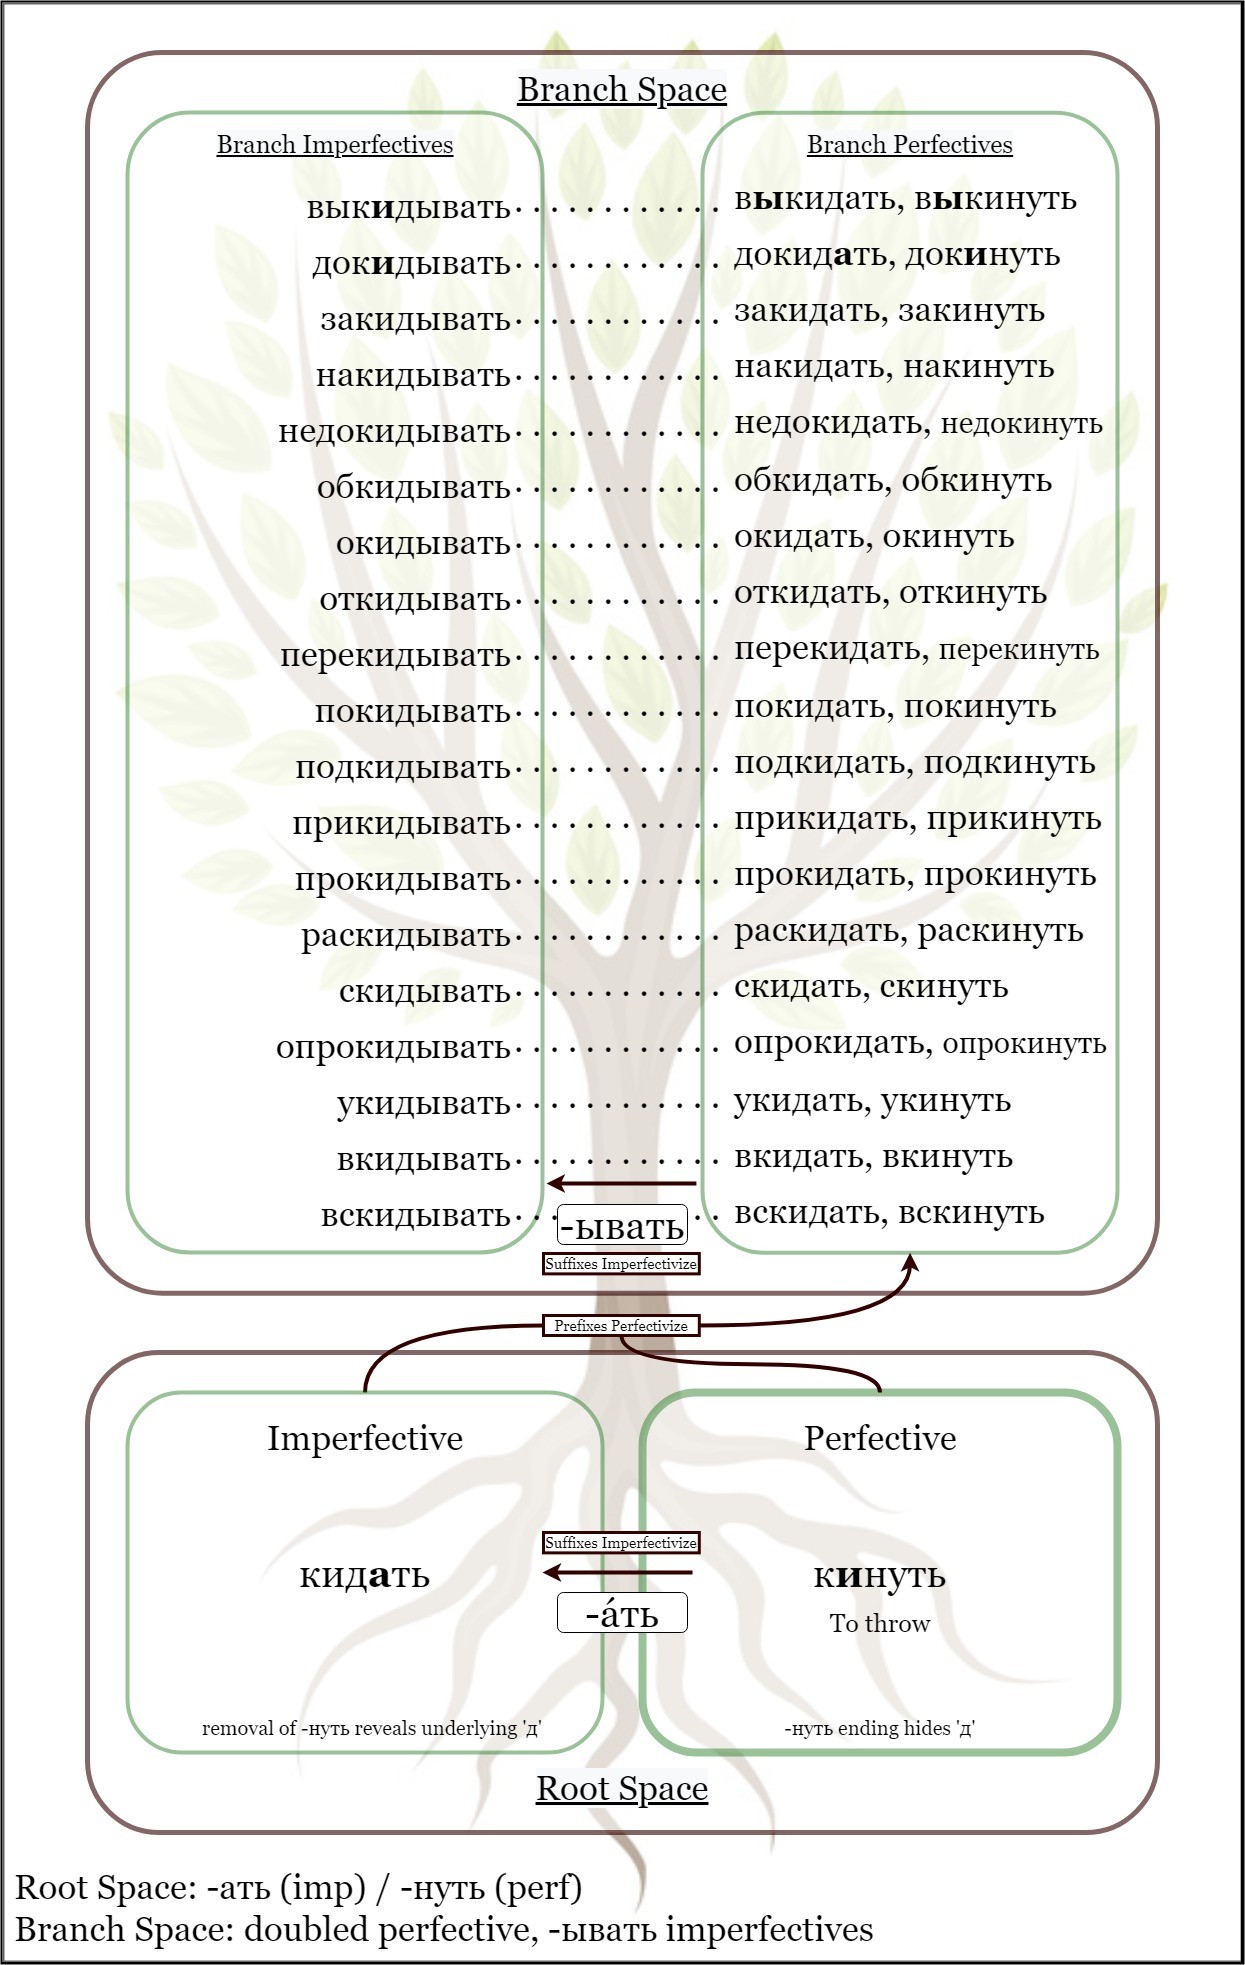 Branch Space
Branch Imperfectives
Branch Perfectives
выкидывать . . . . . . . . . . . . выкидать, выкинуть
докидывать . . . . . . . . . . . . докидать, докинуть
закидывать . . . . . . . . . . . . закидать, закинуть
накидывать . . . . . . . . . . . . накидать, накинуть
недокидывать . . . . . . . . . . . . недокидать, недокинуть
обкидывать . . . . . . . . . . . . обкидать, обкинуть
окидывать . . . . . . . . . . . . окидать, окинуть
откидывать . . . . . . . . . . . . откидать, откинуть
перекидывать . . . . . . . . . . . . перекидать, перекинуть
покидывать . . . . . . . . . . . . покидать, покинуть
подкидывать . . . . . . . . . . . . подкидать, подкинуть
прикидывать . . . . . . . . . . . . прикидать, прикинуть
прокидывать . . . . . . . . . . . . прокидать, прокинуть
раскидывать . . . . . . . . . . . . раскидать, раскинуть
скидывать . . . . . . . . . . . . скидать, скинуть
опрокидывать . . . . . . . . . . . . опрокидать, опрокинуть
укидывать . . . . . . . . . . . . укидать, укинуть
вкидывать . . . . . . . . . . . . вкидать, вкинуть
вскидывать . . . -ывать . . вскидать, вскинуть
Suffixes Imperfectivize
Prefixes Perfectivize
Imperfective
Perfective
Suffixes Imperfectivize
кидать
кинуть
-áть
To throw
removal of -нуть reveals underlying 'д'
-нуть ending hides 'д'
Root Space
Root Space: -ать (imp) / -нуть (perf)
Branch Space: doubled perfective, -ывать imperfectives